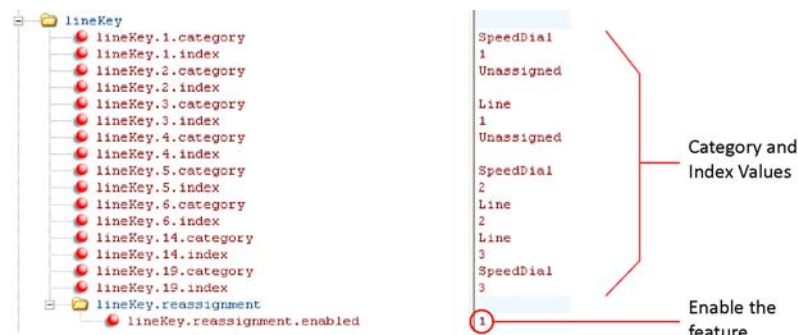 lineKey
lineKey.1.category SpeedDial
lineKey.1.index 1
lineKey.2.category Unassigned
lineKey.2.index
lineKey.3.category Line
lineKey.3.index 1
lineKey.4.category Unassigned
lineKey.4.index
lineKey.5.category SpeedDial
lineKey.5.index 2
lineKey.6.category Line
lineKey.6.index 2
lineKey.14.category Line
lineKey.14.index 3
lineKey.19.category SpeedDial
lineKey.19.index 3
lineKey.reassignment
lineKey.reassignment.enabled 1
Category and
Index Values
Enable the
feature